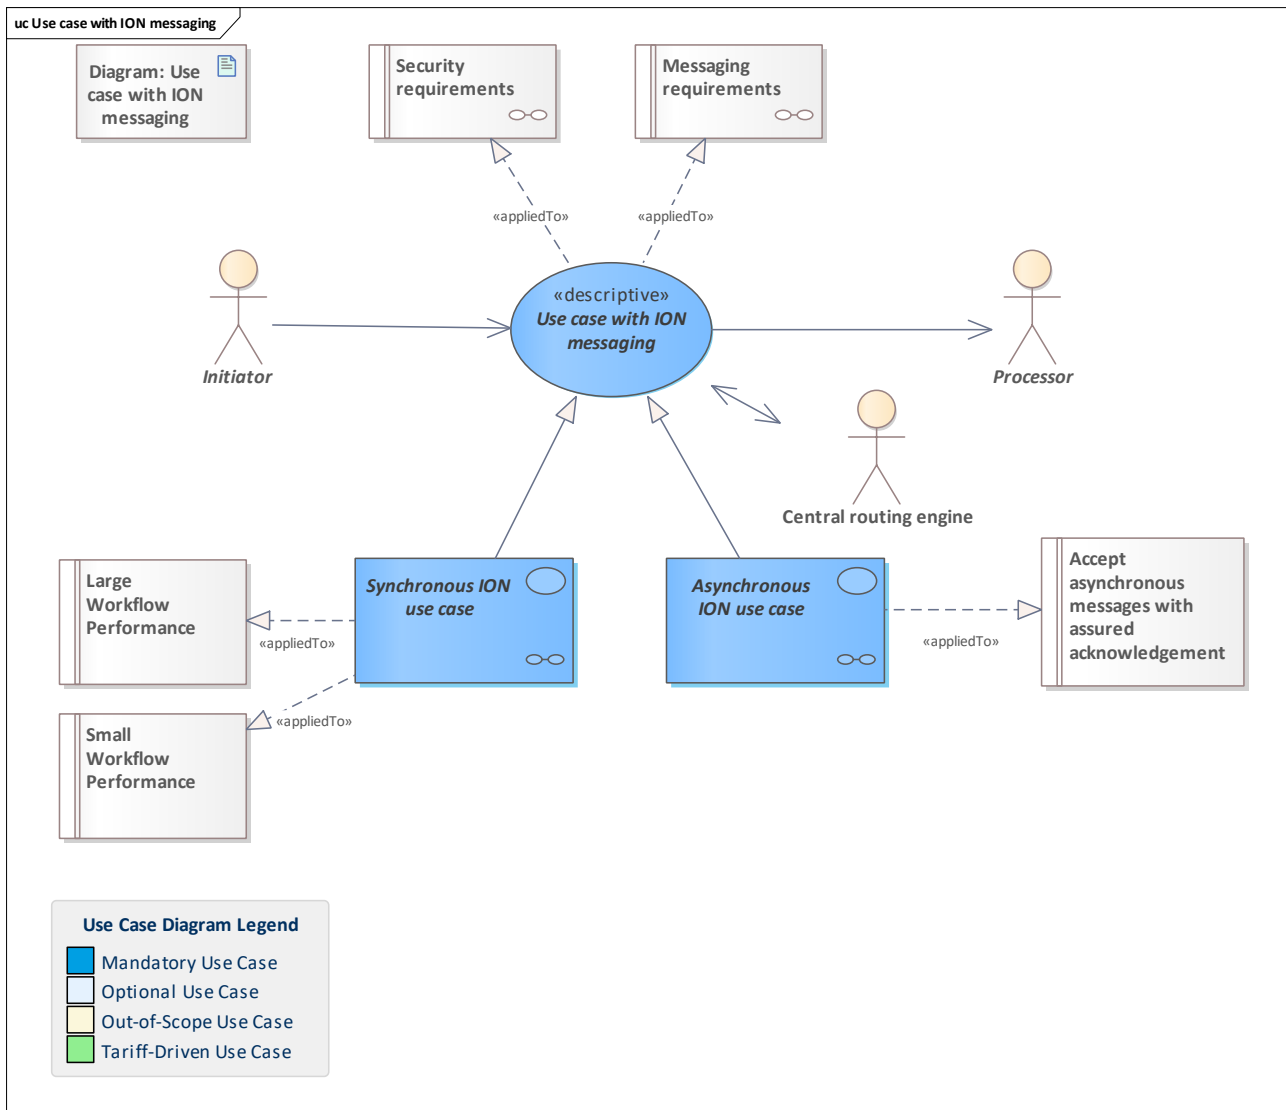 uc Use case with ION messaging
Diagram: Use
case with ION
messaging
Security
requirements
Messaging
requirements
«appliedTo»
«appliedTo»
«descriptive»
Use case with ION
messaging
Initiator
Processor
Central routing engine
Large
Workflow
Performance
«appliedTo»
Synchronous ION
use case
Asynchronous
ION use case
«appliedTo»
Accept
asynchronous
messages with
assured
acknowledgement
Small
Workflow
Performance
«appliedTo»
Use Case Diagram Legend
Mandatory Use Case
Optional Use Case
Out-of-Scope Use Case
Tariff-Driven Use Case